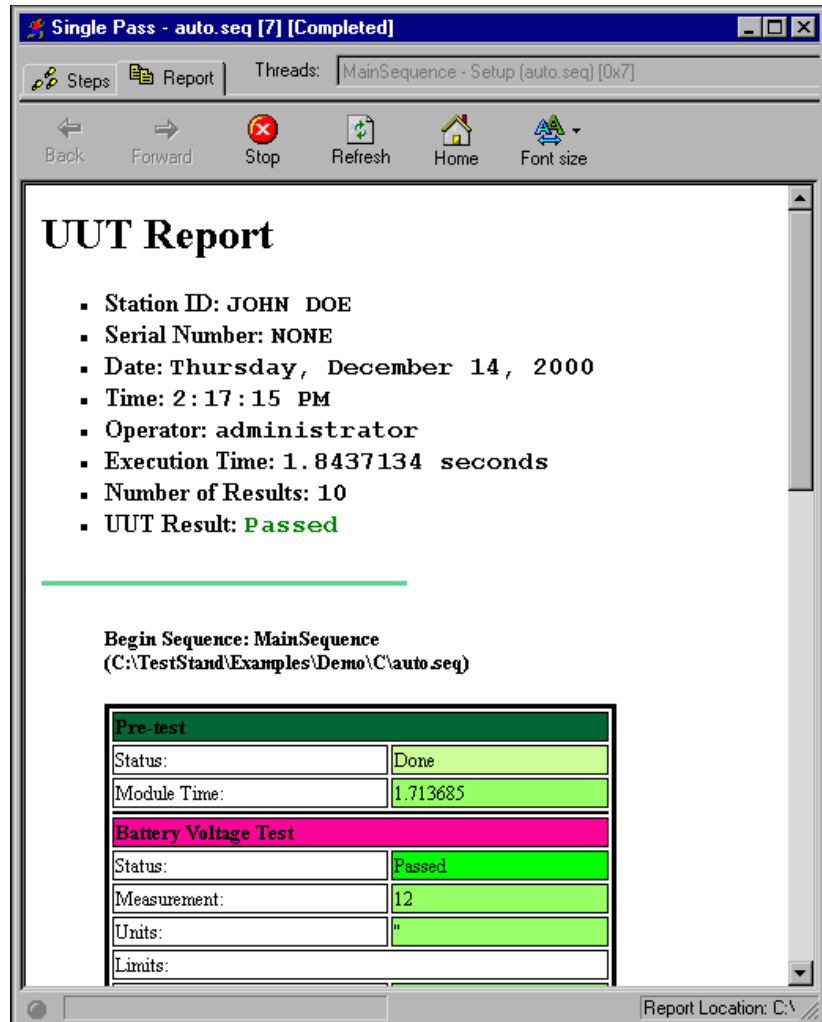 Single Pass - auto.seq [7] [Completed]
Steps
Report
Threads:
MainSequence - Setup (auto.seq) [0x7]
Back
Forward
Stop
Refresh
Home
Font size
UUT Report
Station ID: JOHN DOE
Serial Number: NONE
Date: Thursday, December 14, 2000
Time: 2:17:15 PM
Operator: administrator
Execution Time: 1.8437134 seconds
Number of Results: 10
UUT Result: Passed
Begin Sequence: MainSequence
(C:\TestStand\Examples\Demo\C\auto.seq)
Pre-test
Status: Done
Module Time: 1.713685
Battery Voltage Test
Status: Passed
Measurement: 12
Units: "
Limits:
Report Location: C:\